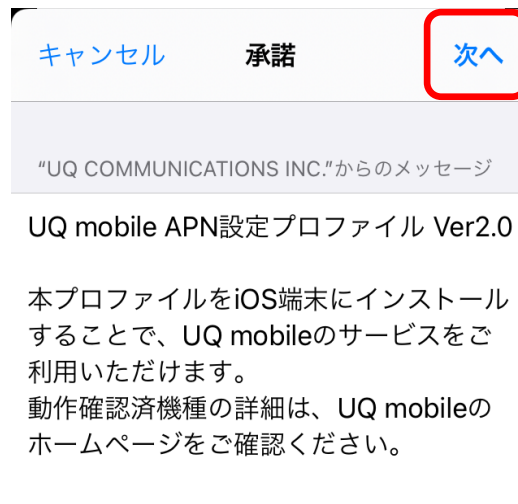 キャンセル 承諾 次へ
“UQ COMMUNICATIONS INC.”からのメッセージ
UQ mobile APN設定プロファイル Ver2.0
本プロファイルをiOS端末にインストール
することで、UQ mobileのサービスをご
利用いただけます。
動作確認済機種の詳細は、UQ mobileの
ホームページをご確認ください。